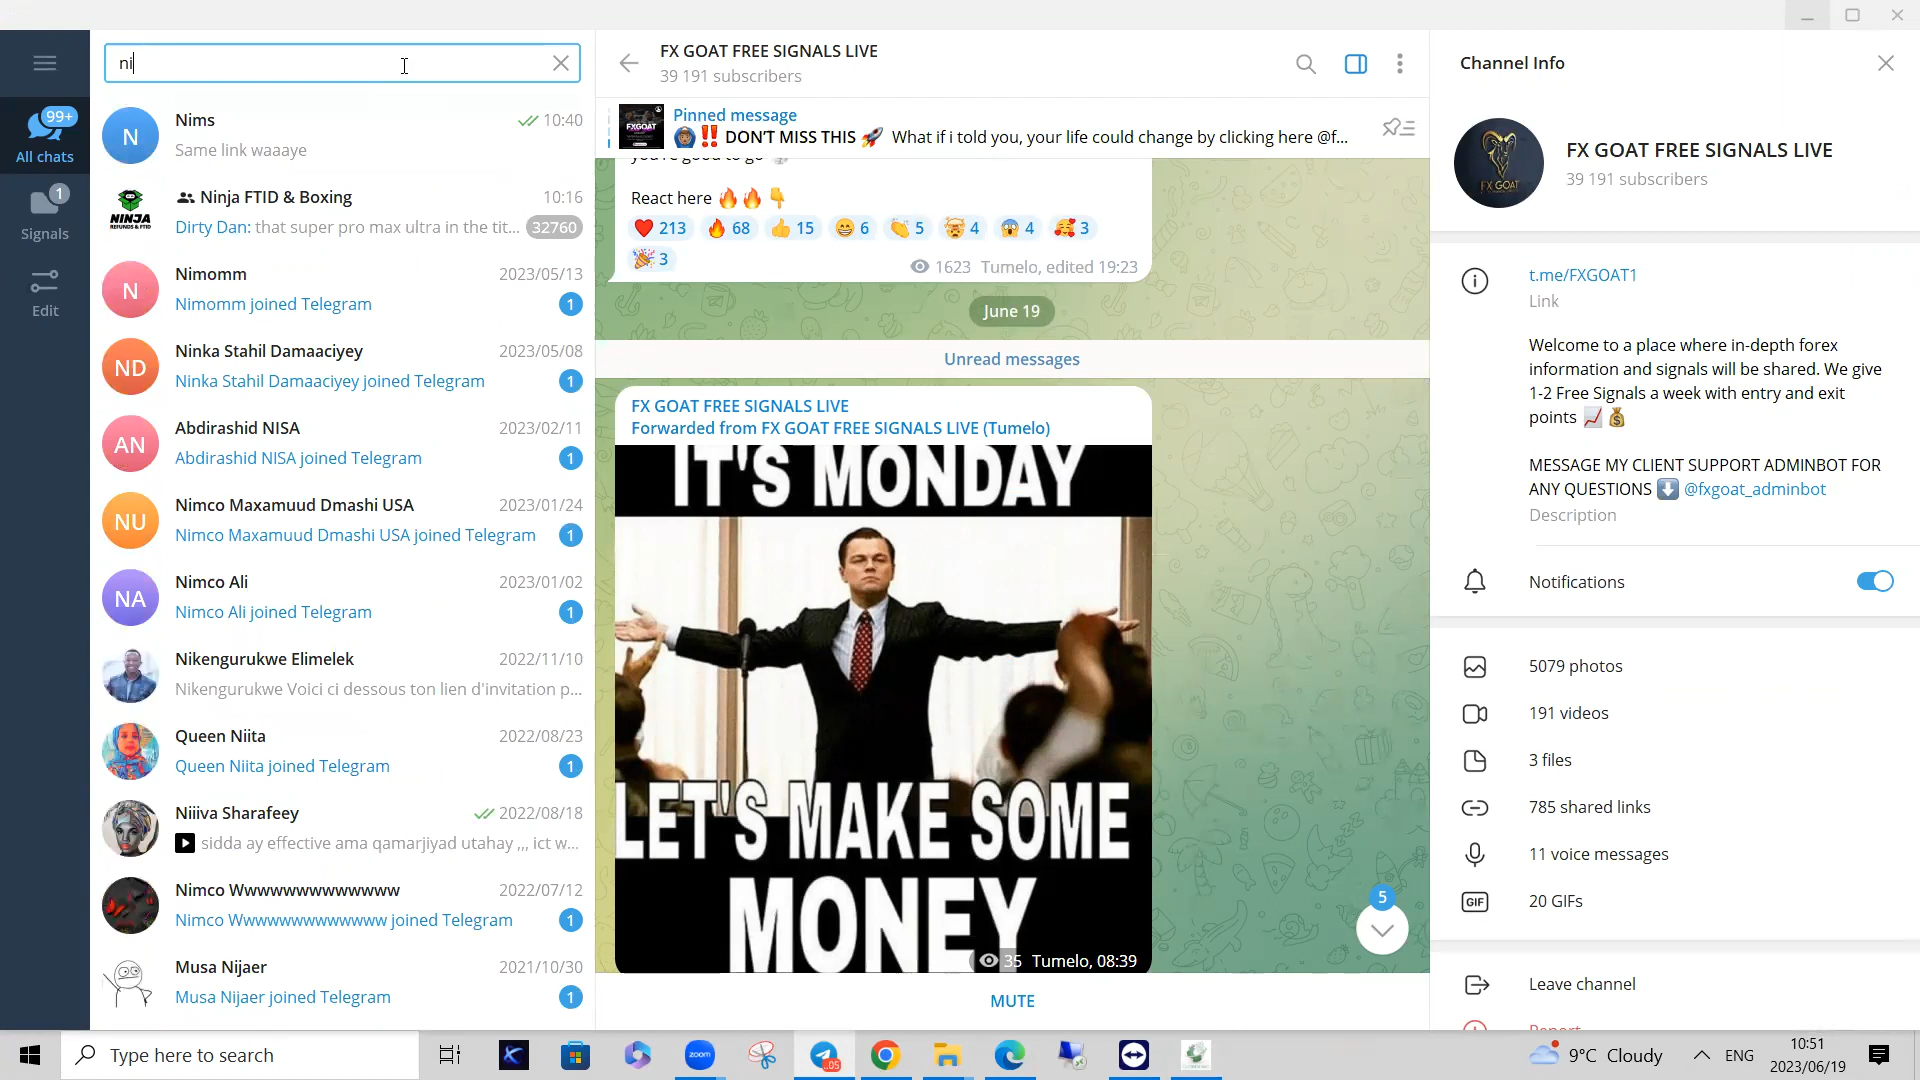 ni
99+
All chats
1
Signals
Edit
N
Nims
10:40
Same link waaaye
NINJA
REFUNDS & FTID
Ninja FTID & Boxing
10:16
Dirty Dan: that super pro max ultra in the tit...
32760
N
Nimomm
2023/05/13
Nimomm joined Telegram
1
ND
Ninka Stahil Damaaciyey
2023/05/08
Ninka Stahil Damaaciyey joined Telegram
1
AN
Abdirashid NISA
2023/02/11
Abdirashid NISA joined Telegram
1
NU
Nimco Maxamuud Dmashi USA
2023/01/24
Nimco Maxamuud Dmashi USA joined Telegram
1
NA
Nimco Ali
2023/01/02
Nimco Ali joined Telegram
1
Nikengurukwe Elimelek
2022/11/10
Nikengurukwe Voici ci dessous ton lien d'invitation p...
Queen Niita
2022/08/23
Queen Niita joined Telegram
1
Niiiva Sharafeey
2022/08/18
sidda ay effective ama qamarjiyad utahay ,,, ict w...
Nimco Wwwwwwwwwwwww
2022/07/12
Nimco Wwwwwwwwwwwww joined Telegram
1
Musa Nijaer
2021/10/30
Musa Nijaer joined Telegram
1
FX GOAT FREE SIGNALS LIVE
39 191 subscribers
FXGOAT
Pinned message
🙆🏽‍♂️‼️ DON'T MISS THIS 🚀 What if i told you, your life could change by clicking here @f...
you're good to go
React here 🔥🔥👇
❤ 213 🔥 68 👍 15 😁 6 👏 5 🤯 4 😱 4 🥰 3
🎉 3
1623 Tumelo, edited 19:23
June 19
Unread messages
FX GOAT FREE SIGNALS LIVE
Forwarded from FX GOAT FREE SIGNALS LIVE (Tumelo)
IT'S MONDAY
LET'S MAKE SOME
MONEY
35 Tumelo, 08:39
5
MUTE
Channel Info
FX GOAT
FX GOAT FREE SIGNALS LIVE
39 191 subscribers
t.me/FXGOAT1
Link
Welcome to a place where in-depth forex
information and signals will be shared. We give
1-2 Free Signals a week with entry and exit
points 📈 💰
MESSAGE MY CLIENT SUPPORT ADMINBOT FOR
ANY QUESTIONS ⬇️ @fxgoat_adminbot
Description
Notifications
5079 photos
191 videos
3 files
785 shared links
11 voice messages
GIF
20 GIFs
Leave channel
Report
Type here to search
zoom
..05
9°C Cloudy
ENG
10:51
2023/06/19